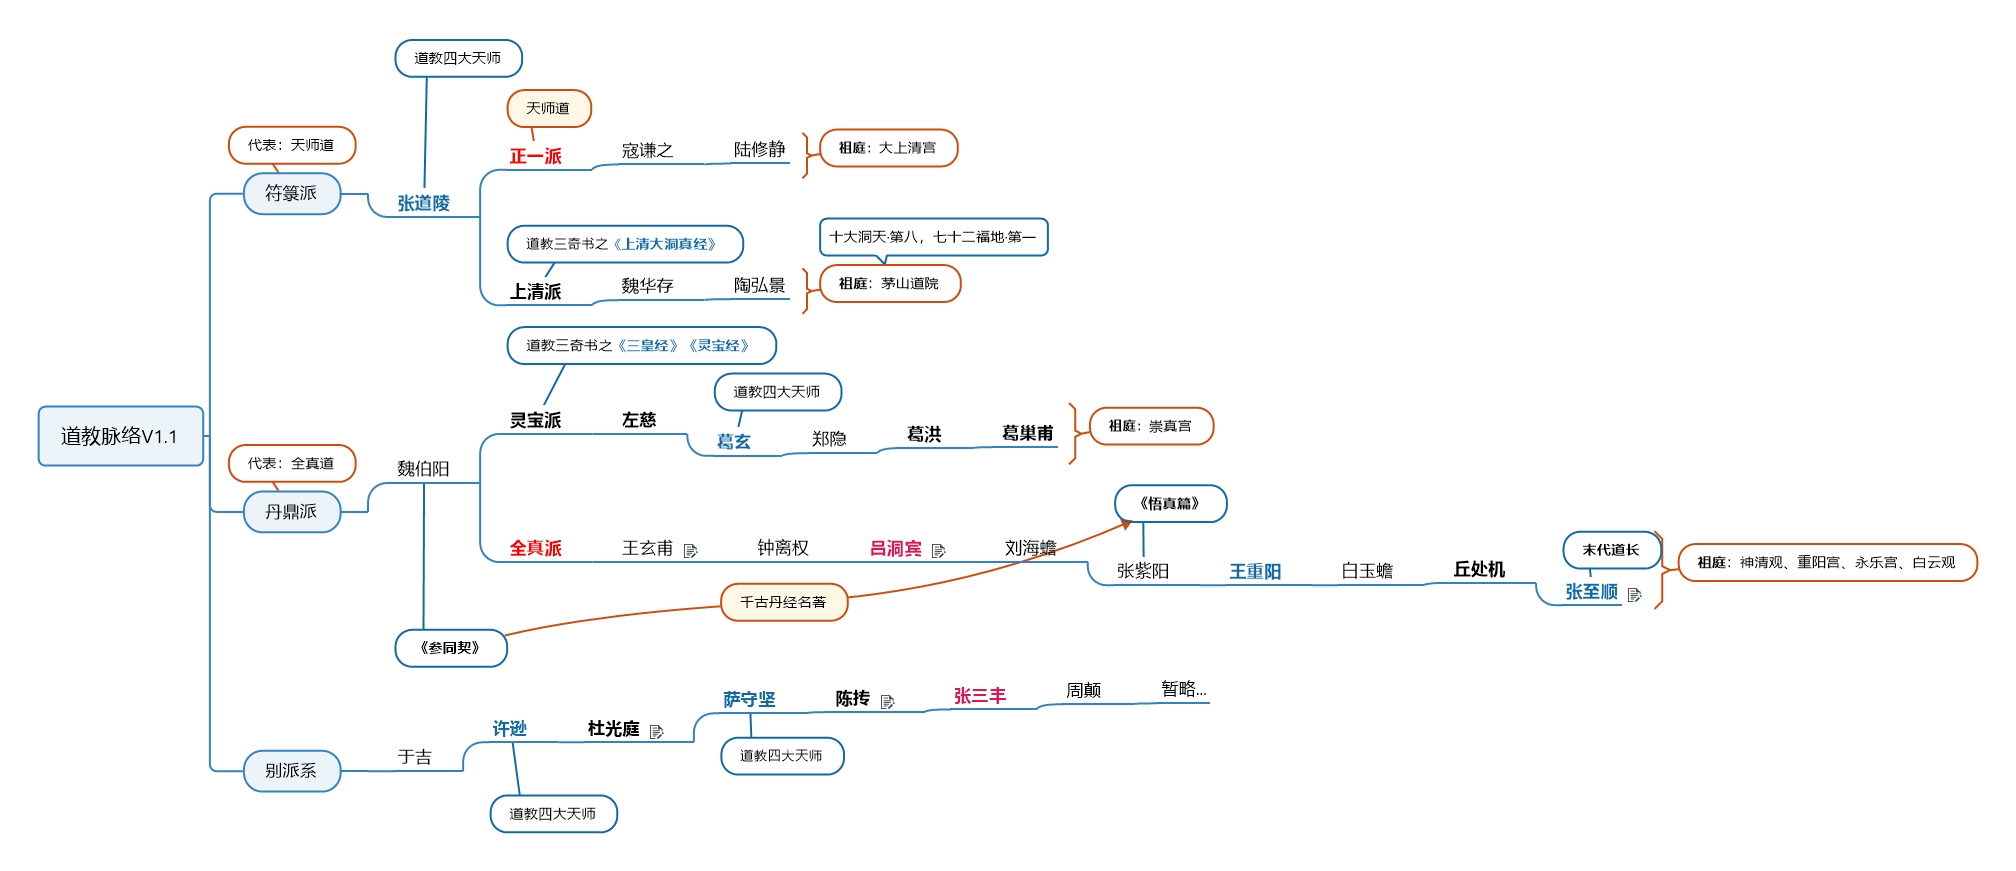 道教脉络V1.1
代表：天师道
符箓派
道教四大天师
张道陵
天师道
正一派
寇谦之
陆修静
祖庭：大上清宫
道教三奇书之《上清大洞真经》
上清派
魏华存
陶弘景
十大洞天·第八，七十二福地·第一
祖庭：茅山道院
代表：全真道
丹鼎派
魏伯阳
道教三奇书之《三皇经》《灵宝经》
灵宝派
左慈
道教四大天师
葛玄
郑隐
葛洪
葛巢甫
祖庭：崇真宫
全真派
王玄甫
钟离权
吕洞宾
刘海蟾
《悟真篇》
张紫阳
王重阳
白玉蟾
丘处机
末代道长
张至顺
祖庭：神清观、重阳宫、永乐宫、白云观
千古丹经名著
《参同契》
别派系
于吉
许逊
道教四大天师
杜光庭
萨守坚
道教四大天师
陈抟
张三丰
周颠
暂略...